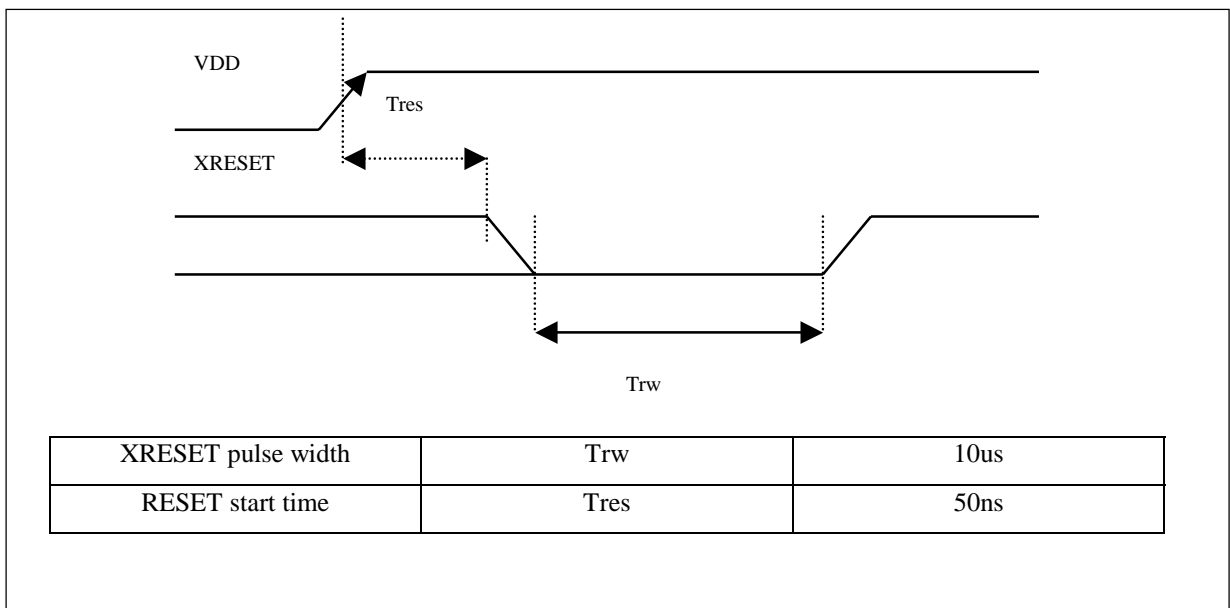 VDD
Tres
XRESET
Trw
XRESET pulse width Trw 10us
RESET start time Tres 50ns